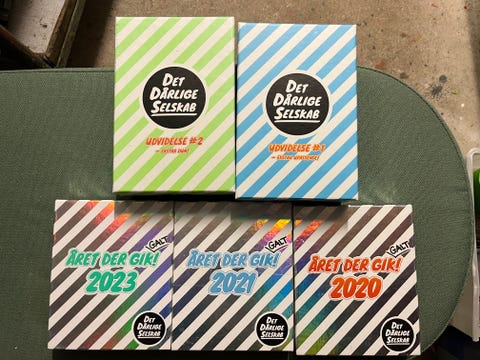 DET
DÅRLIGE
SELSKAB
UDVIDELSE #2
DET
DÅRLIGE
SELSKAB
UDVIDELSE #1
GALT
ÅRET DER GIK!
2023
DET
DÅRLIGE
SELSKAB
GALT
ÅRET DER GIK!
2021
DET
DÅRLIGE
SELSKAB
GALT
ÅRET DER GIK!
2020
DET
DÅRLIGE
SELSKAB